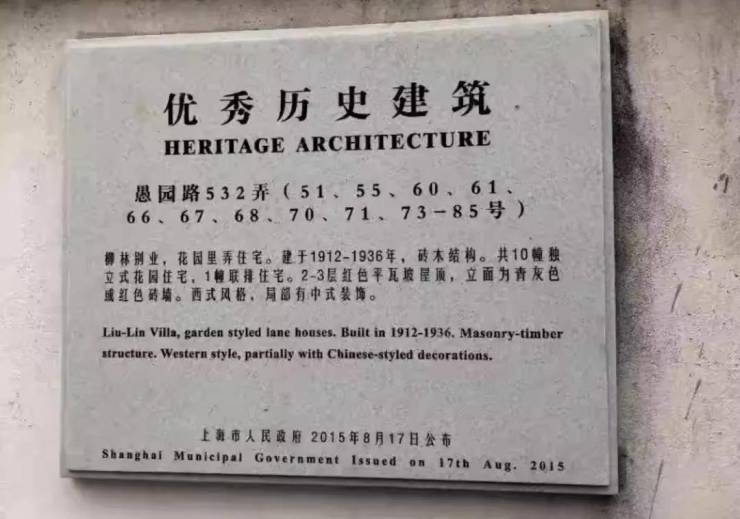 优秀历史建筑
HERITAGE ARCHITECTURE
愚园路532弄（51、55、60、61、
66、67、68、70、71、73－85号）
柳林别业，花园里弄住宅。建于1912-1936年，砖木结构。共10幢独
立式花园住宅，1幢联排住宅。2-3层红色平瓦坡屋顶，立面为青灰色
或红色砖墙。西式风格，局部有中式装饰。
Liu-Lin Villa, garden styled lane houses. Built in 1912-1936. Masonry-timber
structure. Western style, partially with Chinese-styled decorations.
上海市人民政府 2015年8月17日公布
Shanghai Municipal Government Issued on 17th Aug. 2015